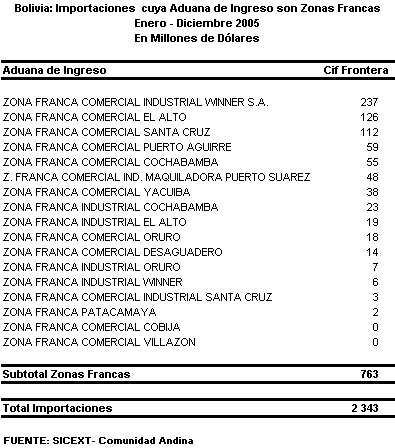 Bolivia: Importaciones cuya Aduana de Ingreso son Zonas Francas
Enero - Diciembre 2005
En Millones de Dólares
Aduana de Ingreso Cif Frontera
ZONA FRANCA COMERCIAL INDUSTRIAL WINNER S.A. 237
ZONA FRANCA COMERCIAL EL ALTO 126
ZONA FRANCA COMERCIAL SANTA CRUZ 112
ZONA FRANCA COMERCIAL PUERTO AGUIRRE 59
ZONA FRANCA COMERCIAL COCHABAMBA 55
Z. FRANCA COMERCIAL IND. MAQUILADORA PUERTO SUAREZ 48
ZONA FRANCA COMERCIAL YACUIBA 38
ZONA FRANCA INDUSTRIAL COCHABAMBA 23
ZONA FRANCA INDUSTRIAL EL ALTO 19
ZONA FRANCA COMERCIAL ORURO 18
ZONA FRANCA COMERCIAL DESAGUADERO 14
ZONA FRANCA INDUSTRIAL ORURO 7
ZONA FRANCA INDUSTRIAL WINNER 6
ZONA FRANCA COMERCIAL INDUSTRIAL SANTA CRUZ 3
ZONA FRANCA PATACAMAYA 2
ZONA FRANCA COMERCIAL COBIJA 0
ZONA FRANCA COMERCIAL VILLAZON 0
Subtotal Zonas Francas 763
Total Importaciones 2 343
FUENTE: SICEXT- Comunidad Andina